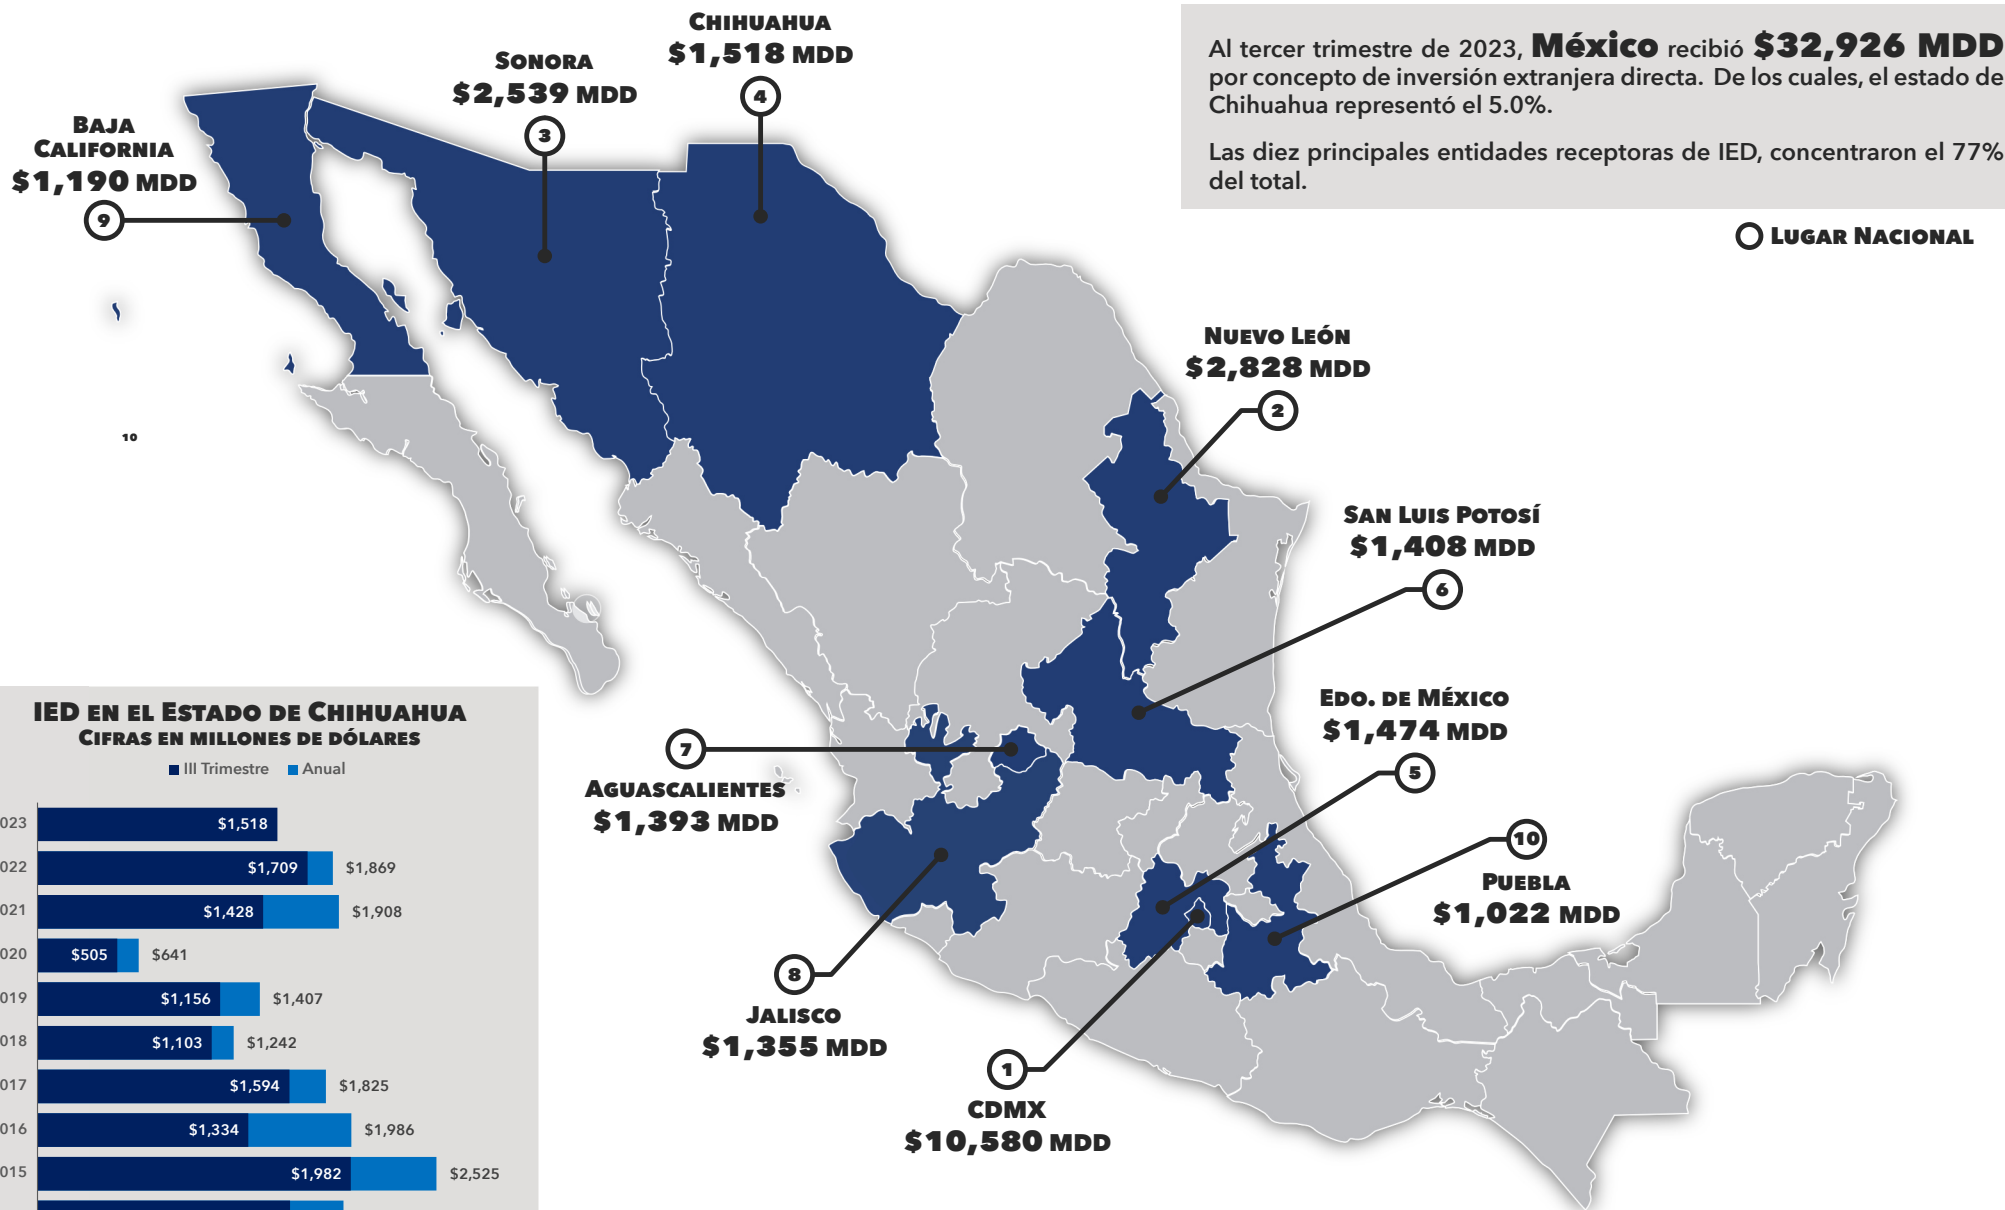 CHIHUAHUA
$1,518 MDD
4
SONORA
$2,539 MDD
3
BAJA
CALIFORNIA
$1,190 MDD
9
Al tercer trimestre de 2023, México recibió $32,926 MDD
por concepto de inversión extranjera directa. De los cuales, el estado de
Chihuahua representó el 5.0%.
Las diez principales entidades receptoras de IED, concentraron el 77%
del total.
LUGAR NACIONAL
NUEVO LEÓN
$2,828 MDD
2
10
SAN LUIS POTOSÍ
$1,408 MDD
6
EDO. DE MÉXICO
$1,474 MDD
5
7
AGUASCALIENTES
$1,393 MDD
10
PUEBLA
$1,022 MDD
8
JALISCO
$1,355 MDD
1
CDMX
$10,580 MDD
IED EN EL ESTADO DE CHIHUAHUA
CIFRAS EN MILLONES DE DÓLARES
III Trimestre Anual
023 $1,518
022 $1,709 $1,869
021 $1,428 $1,908
020 $505 $641
019 $1,156 $1,407
018 $1,103 $1,242
017 $1,594 $1,825
016 $1,334 $1,986
015 $1,982 $2,525